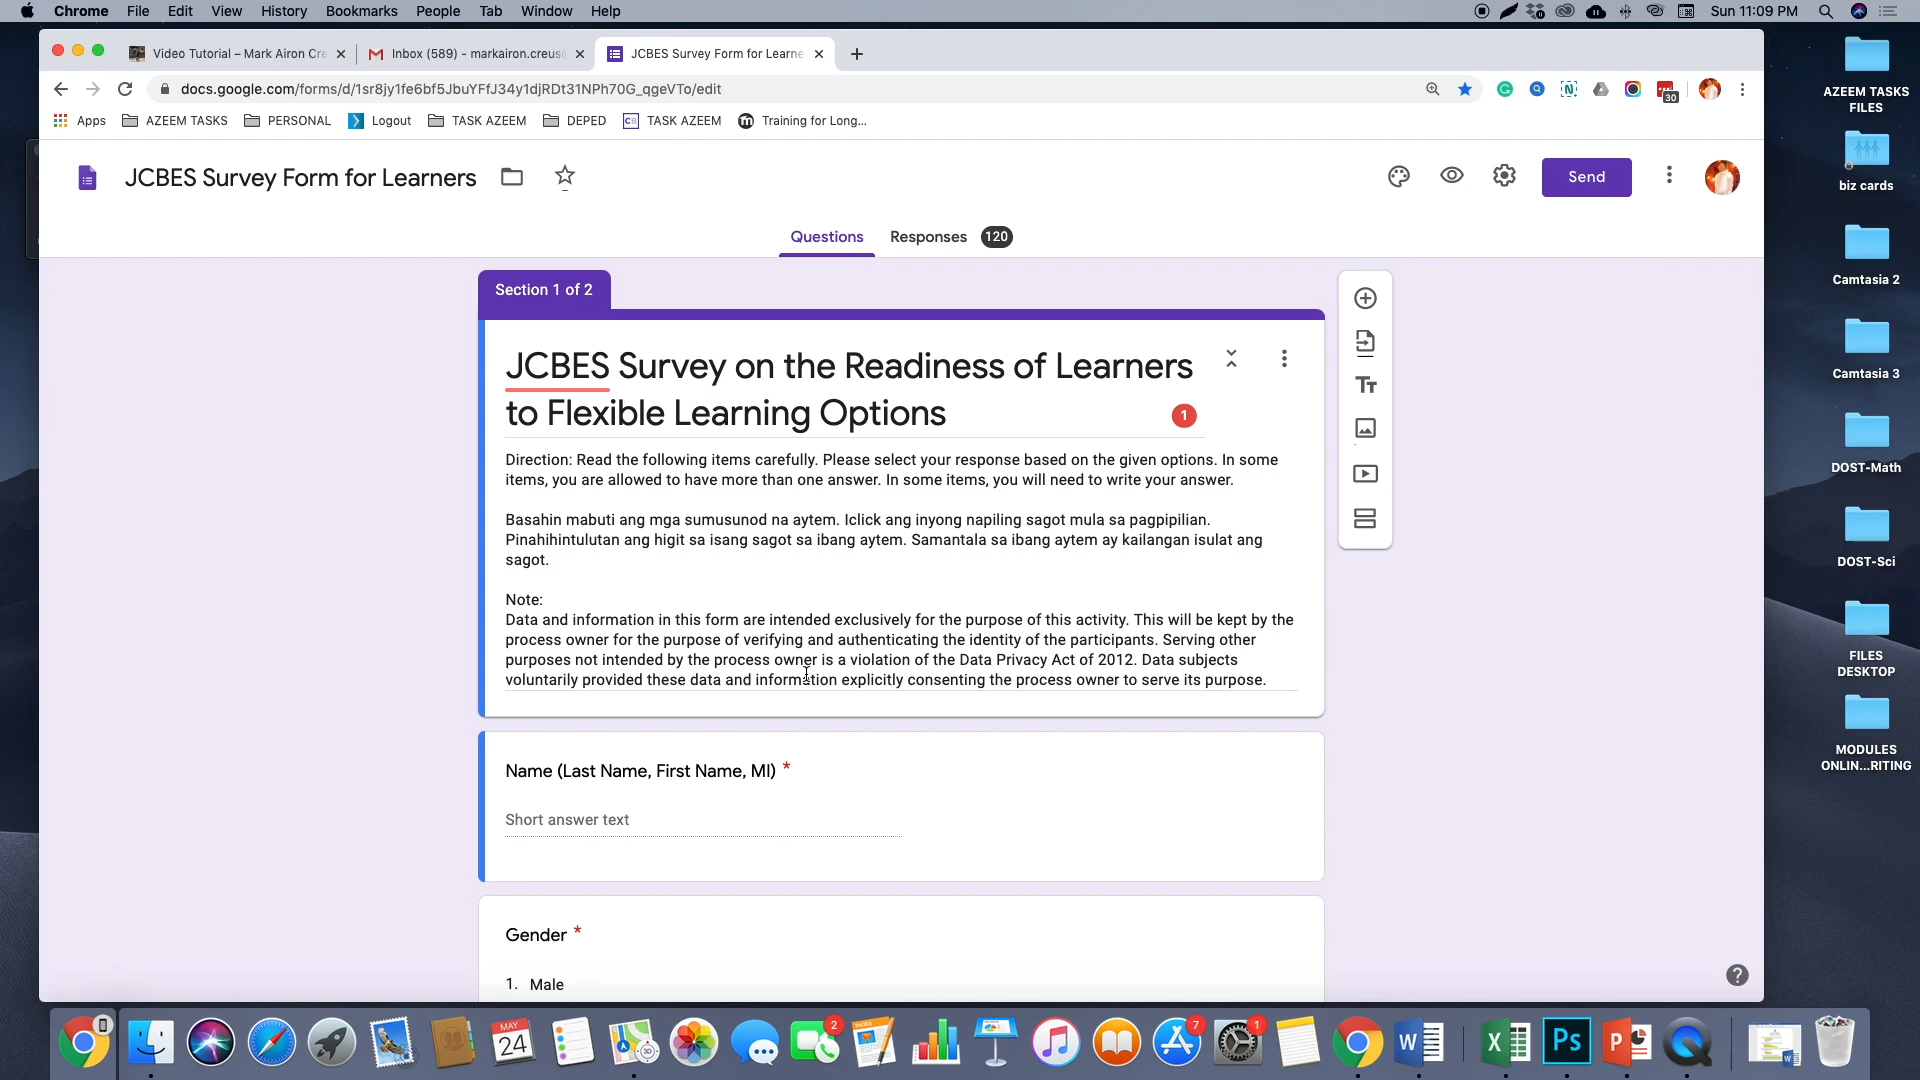 Chrome File Edit View History Bookmarks People Tab Window Help
Sun 11:09 PM
Video Tutorial – Mark Airon Cre
Inbox (589) - markairon.creus
JCBES Survey Form for Learne
docs.google.com/forms/d/1sr8jy1fe6bf5JbuYFfJ34y1djRDt31NPh70G_qgeVTo/edit
30
Apps AZEEM TASKS PERSONAL Logout TASK AZEEM DEPED CB TASK AZEEM m Training for Long...
JCBES Survey Form for Learners
Send
Questions Responses 120
Section 1 of 2
JCBES Survey on the Readiness of Learners
to Flexible Learning Options
1
Direction: Read the following items carefully. Please select your response based on the given options. In some
items, you are allowed to have more than one answer. In some items, you will need to write your answer.
Basahin mabuti ang mga sumusunod na aytem. Iclick ang inyong napiling sagot mula sa pagpipilian.
Pinahihintulutan ang higit sa isang sagot sa ibang aytem. Samantala sa ibang aytem ay kailangan isulat ang
sagot.
Note:
Data and information in this form are intended exclusively for the purpose of this activity. This will be kept by the
process owner for the purpose of verifying and authenticating the identity of the participants. Serving other
purposes not intended by the process owner is a violation of the Data Privacy Act of 2012. Data subjects
voluntarily provided these data and information explicitly consenting the process owner to serve its purpose.
Tt
Name (Last Name, First Name, MI) *
Short answer text
Gender *
1. Male
?
AZEEM TASKS
FILES
biz cards
Camtasia 2
Camtasia 3
DOST-Math
DOST-Sci
FILES
DESKTOP
MODULES
ONLIN...RITING
MAY
24
3D
2
PAGES
7
1
W
X
Ps
P